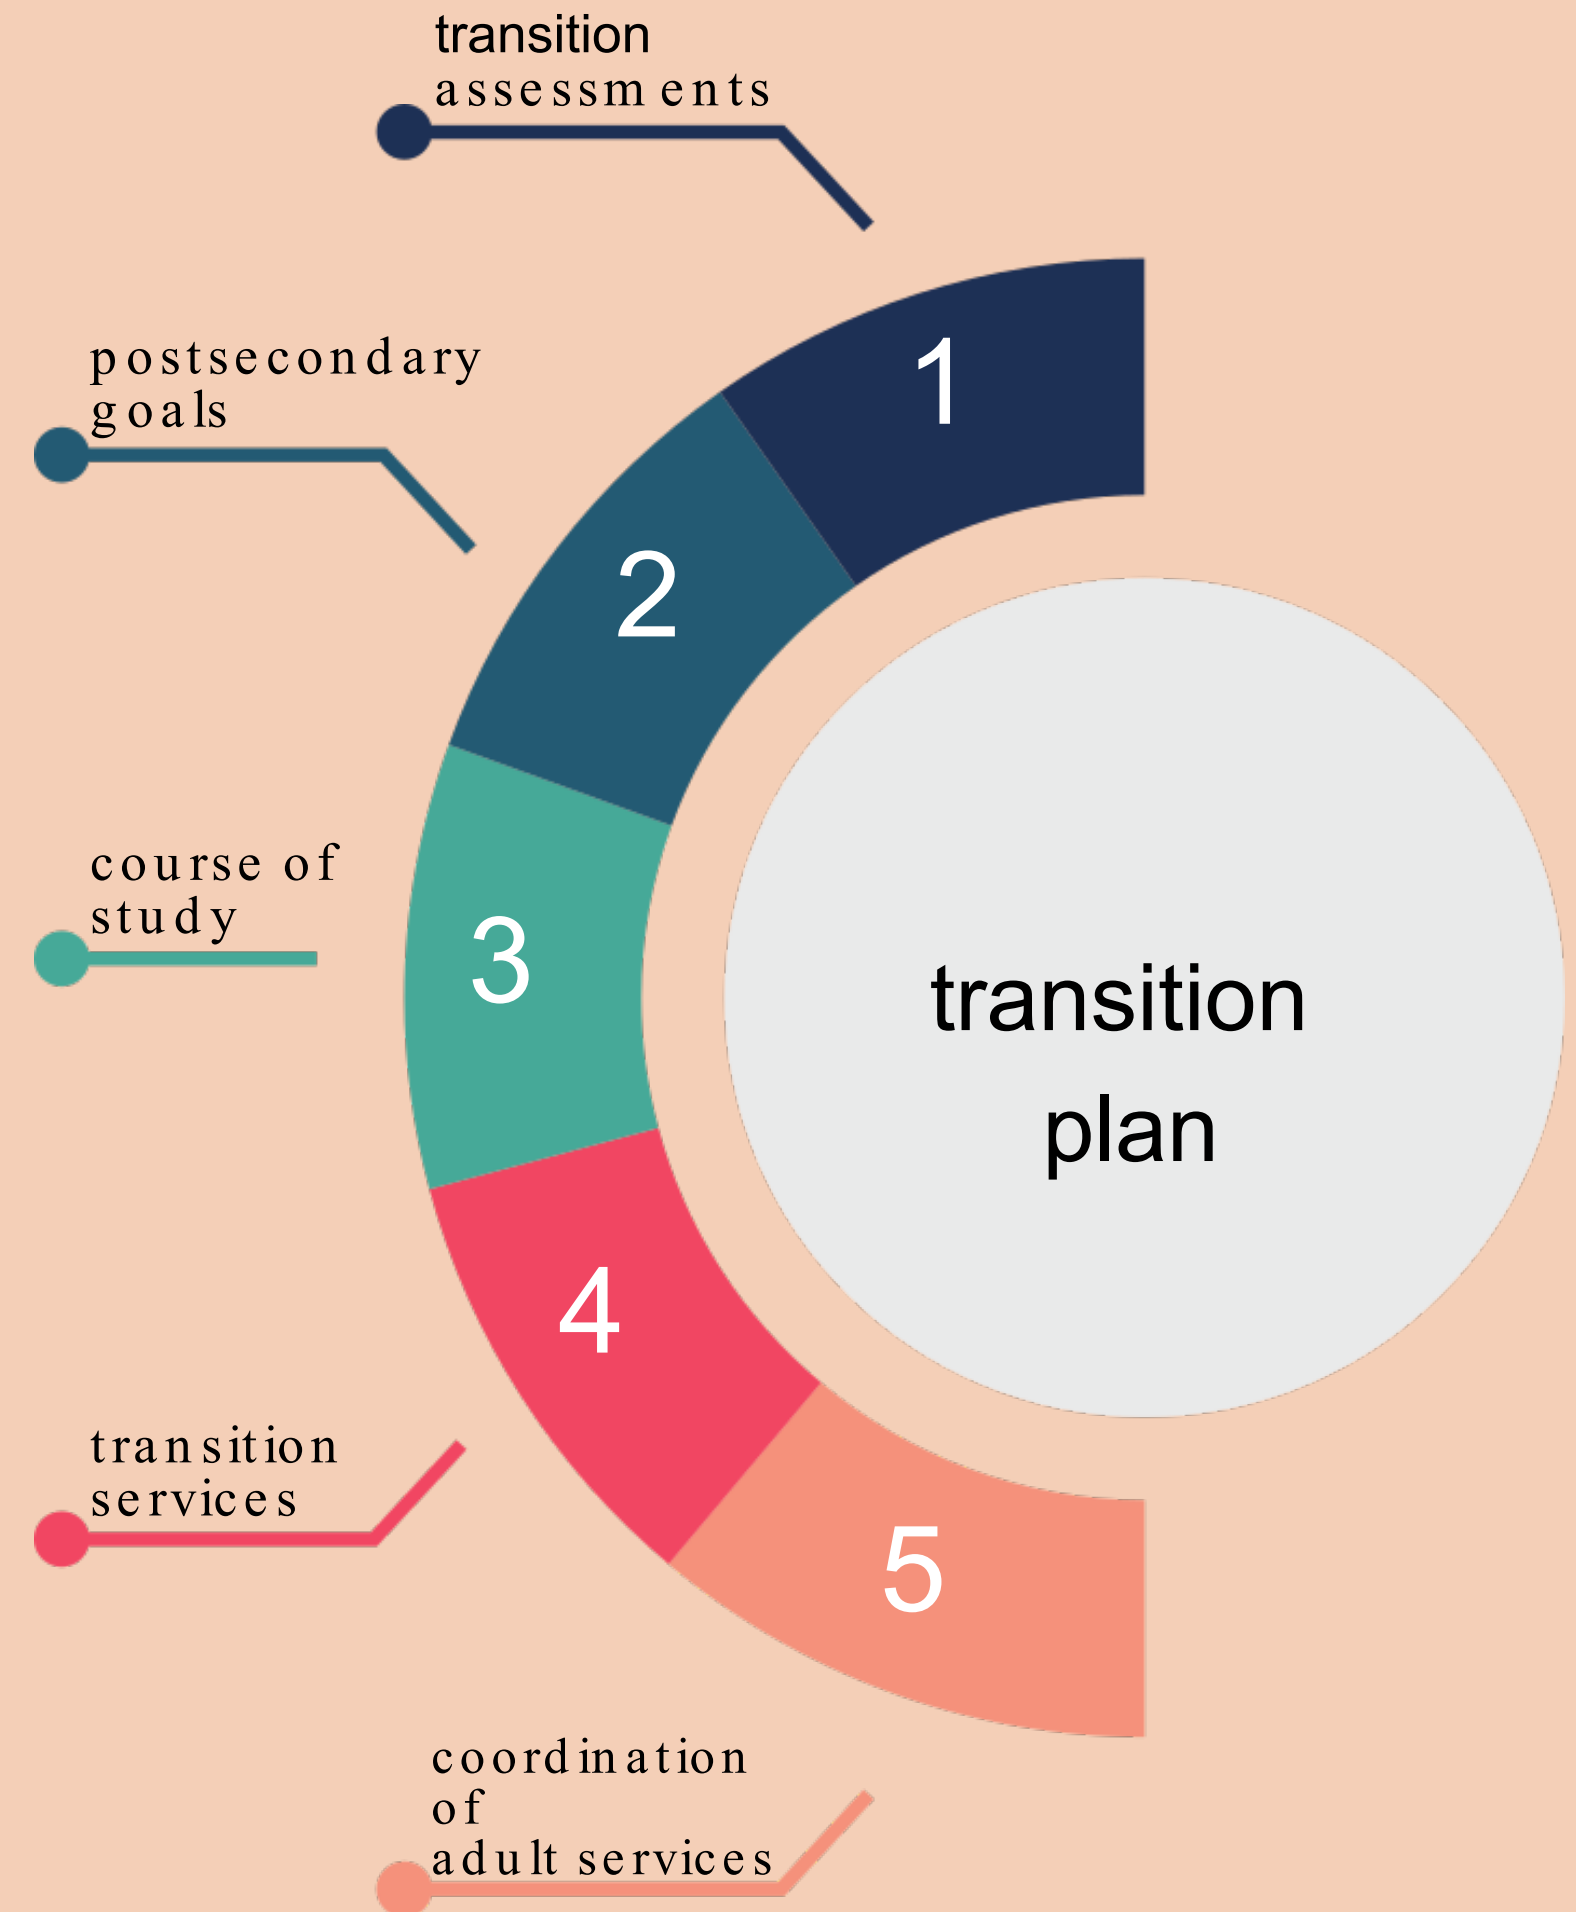 transition
assessments
1
postsecondary
goals
2
course of
study
3
transition
plan
4
transition
services
5
coordination
of
adult services